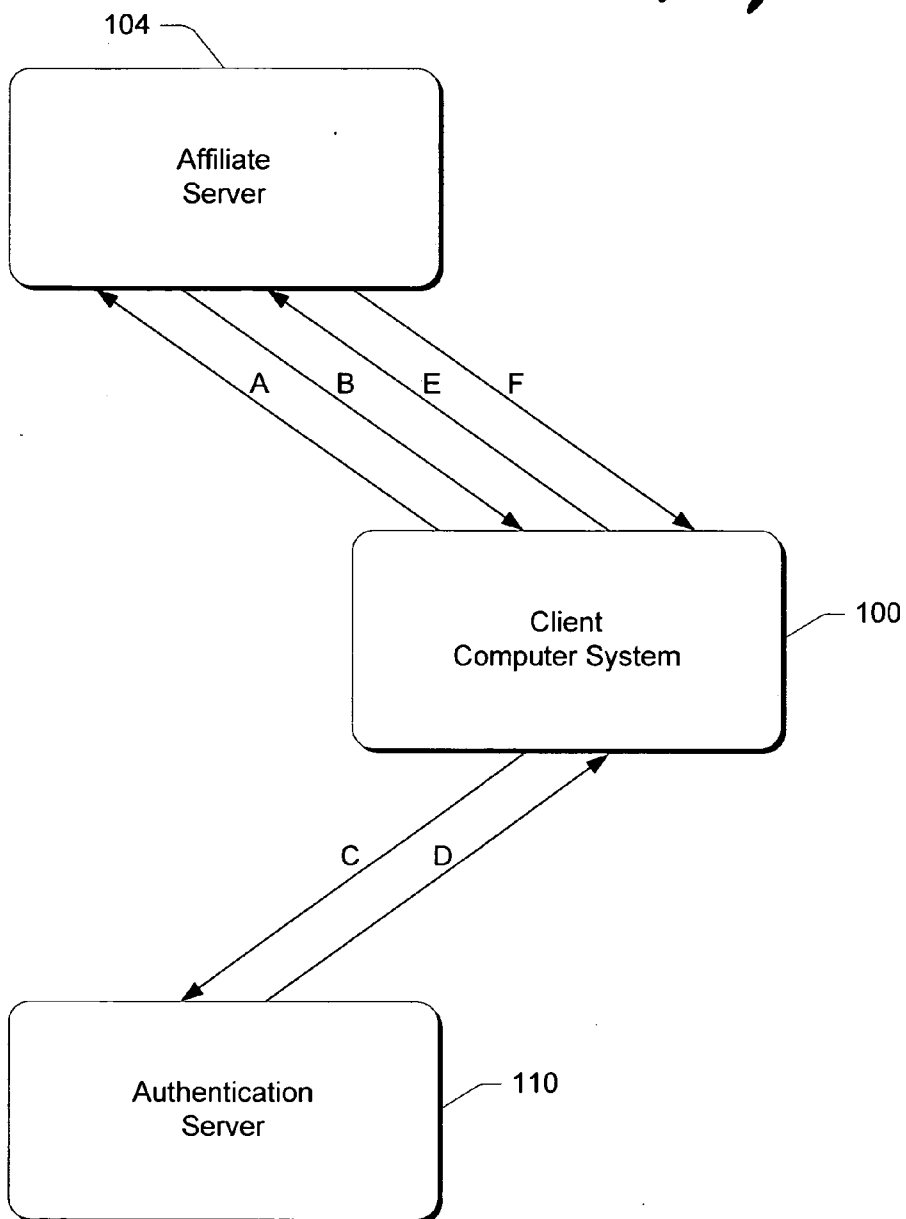 104
Affiliate
Server
A
B
E
F
Client
Computer System
100
C
D
Authentication
Server
110